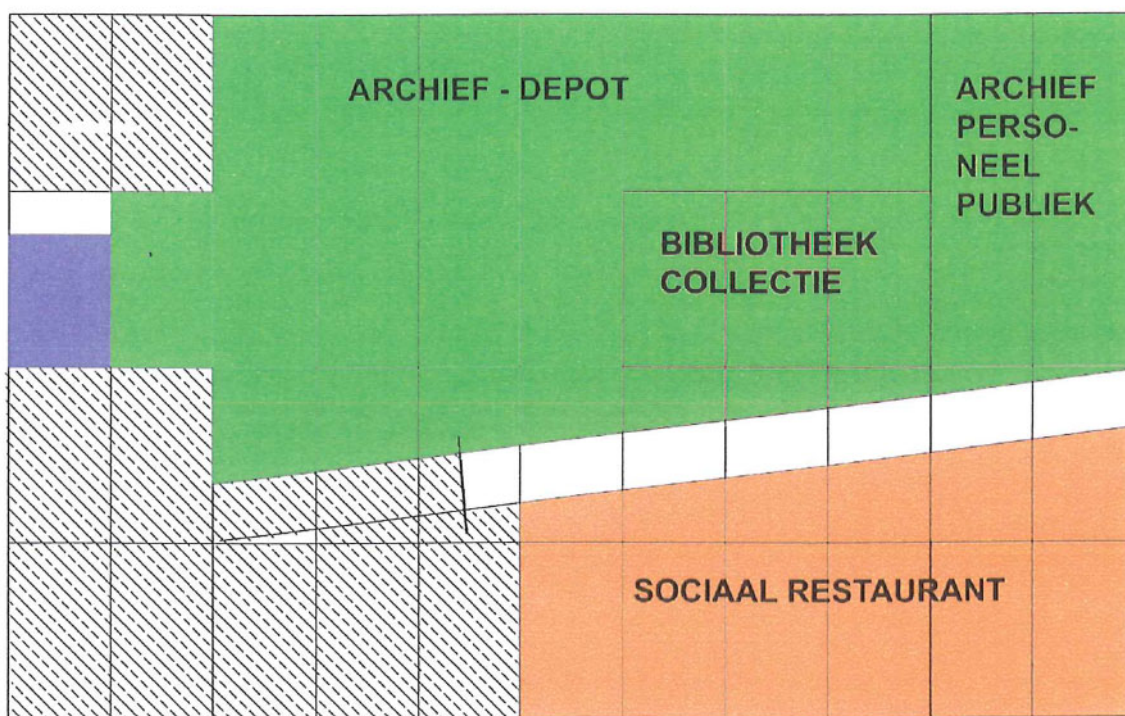 ARCHIEF - DEPOT
ARCHIEF
PERSO-
NEEL
PUBLIEK
BIBLIOTHEEK
COLLECTIE
SOCIAAL RESTAURANT